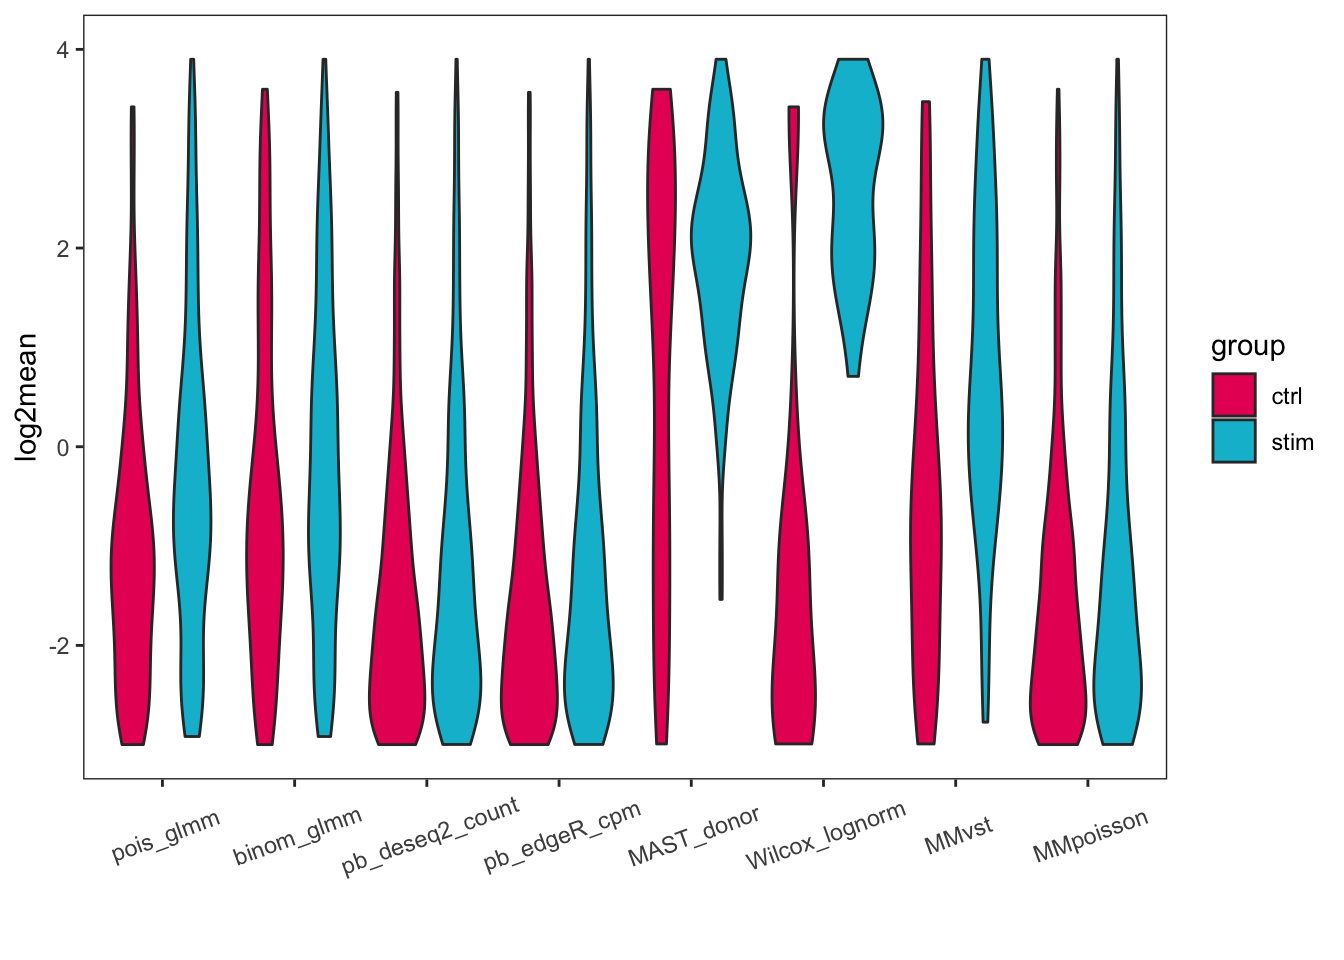 log2mean
4
2
0
-2
pois_glmm
binom_glmm
pb_deseq2_count
pb_edgeR_cpm
MAST_donor
Wilcox_lognorm
MMvst
MMpoisson
group
ctrl
stim